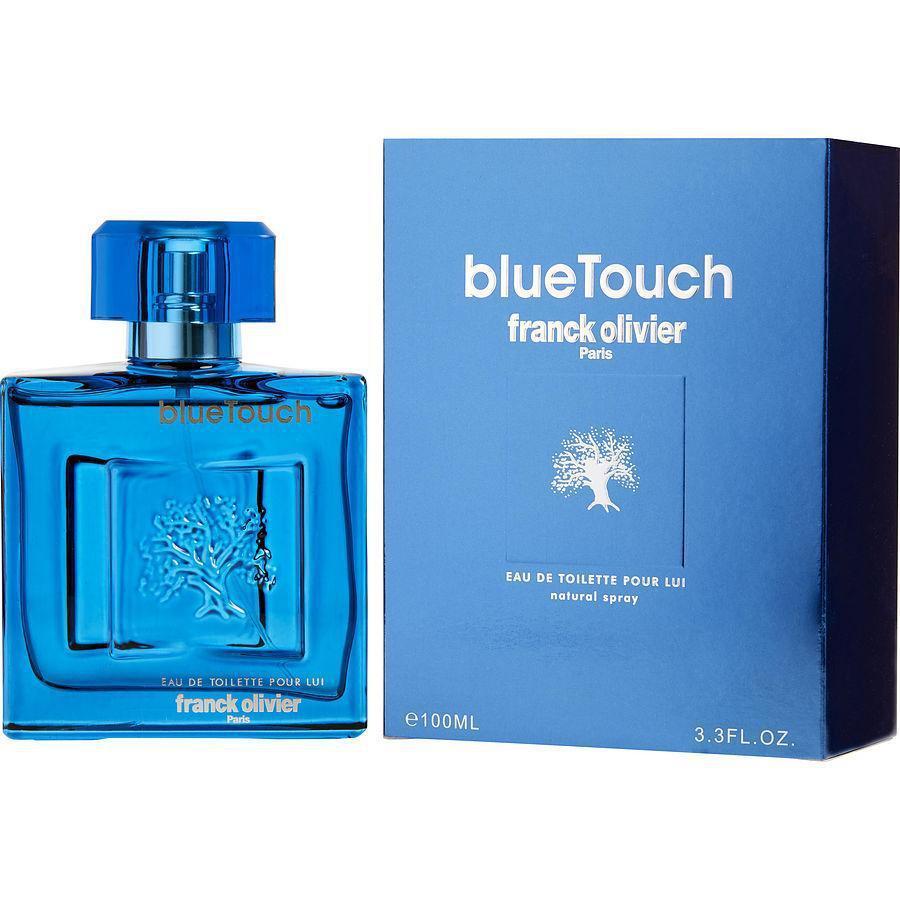 blueTouch
EAU DE TOILETTE POUR LUI
franck olivier
Paris
blueTouch
franck olivier
Paris
EAU DE TOILETTE POUR LUI
natural spray
℮100ML
3.3FL.OZ.